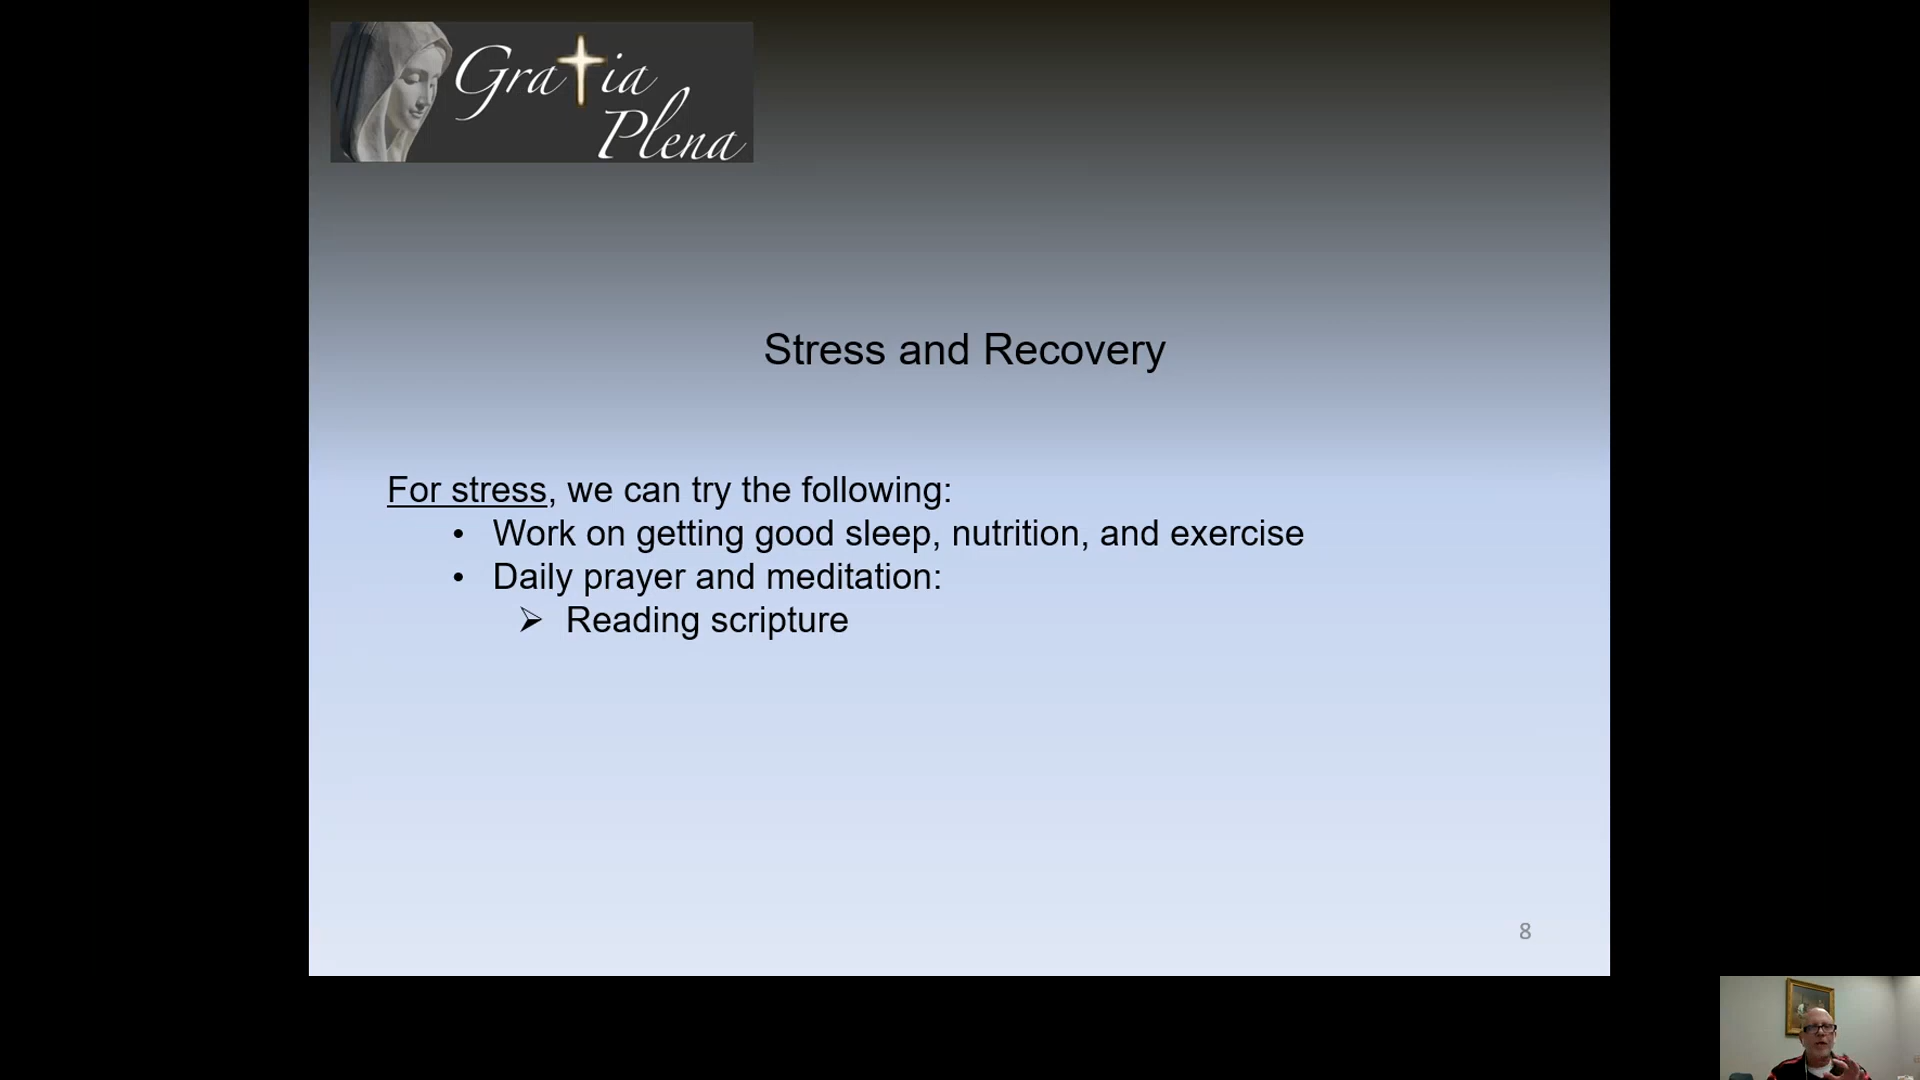 Gratia
Plena
Stress and Recovery
For stress, we can try the following:
• Work on getting good sleep, nutrition, and exercise
• Daily prayer and meditation:
➢ Reading scripture
8